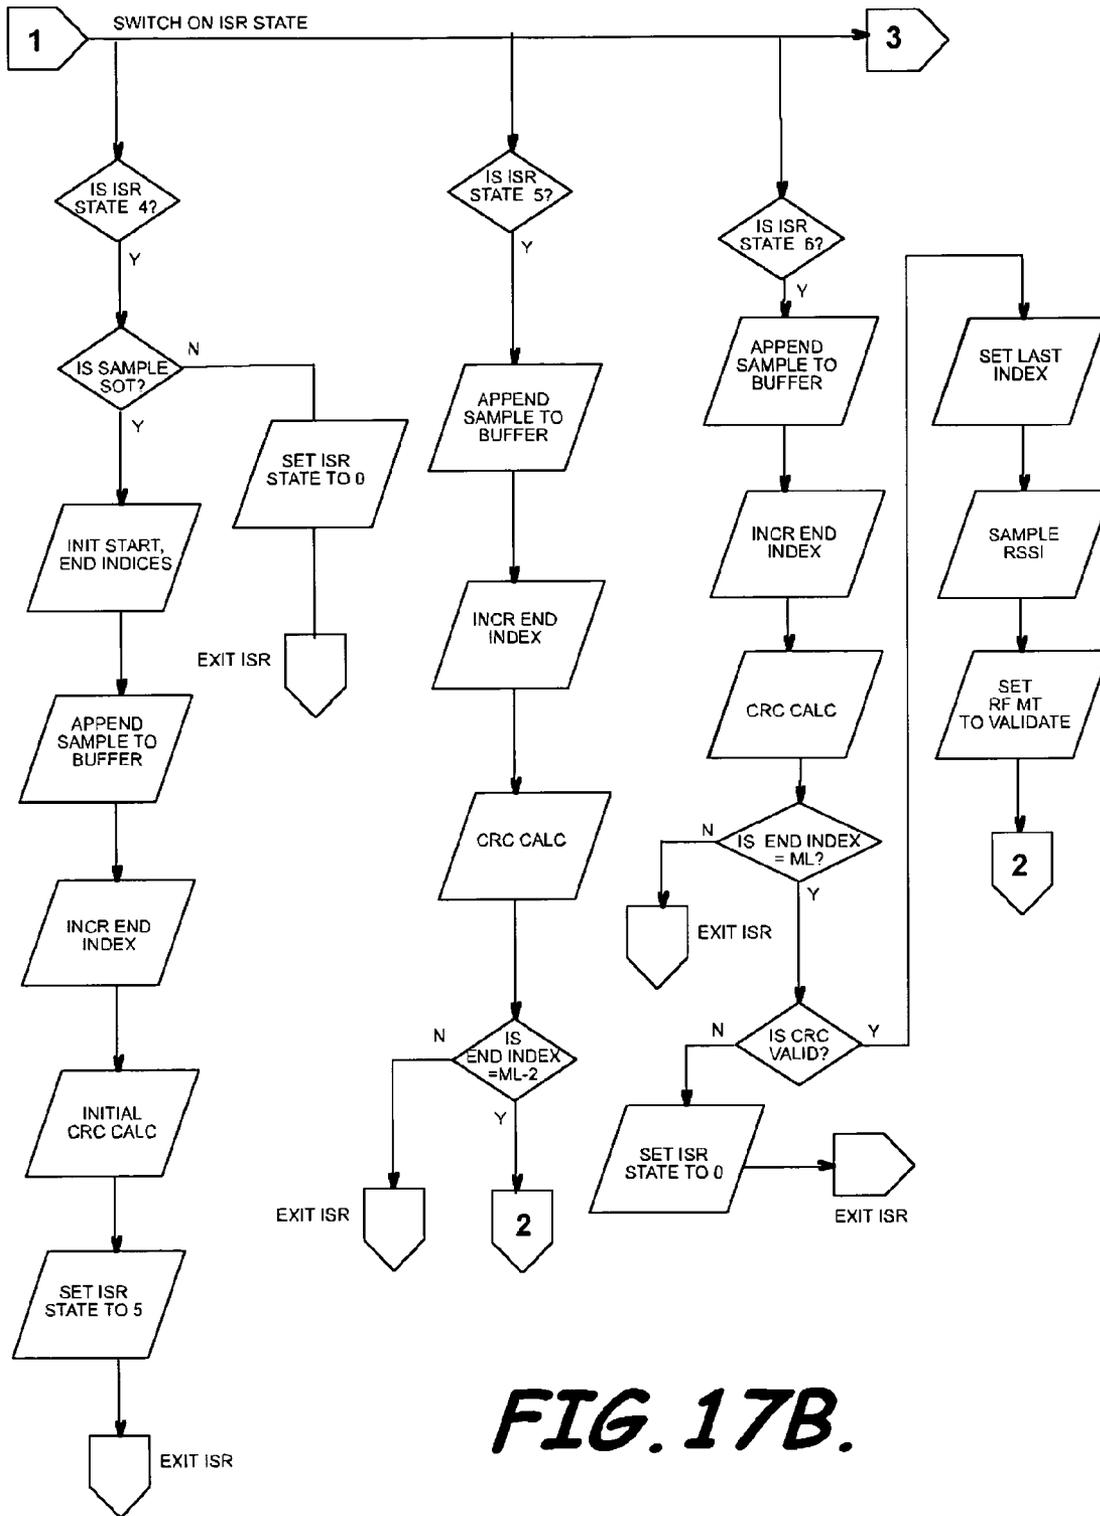 1
SWITCH ON ISR STATE
3
IS ISR
STATE 4?
Y
IS SAMPLE
SOT?
N
Y
SET ISR
STATE TO 0
EXIT ISR
INIT START,
END INDICES
APPEND
SAMPLE TO
BUFFER
INCR END
INDEX
INITIAL
CRC CALC
SET ISR
STATE TO 5
EXIT ISR
IS ISR
STATE 5?
Y
APPEND
SAMPLE TO
BUFFER
INCR END
INDEX
CRC CALC
IS
END INDEX
=ML-2
N
Y
EXIT ISR
2
IS ISR
STATE 6?
Y
APPEND
SAMPLE TO
BUFFER
INCR END
INDEX
CRC CALC
IS END INDEX
= ML?
N
Y
EXIT ISR
IS CRC
VALID?
N
Y
SET ISR
STATE TO 0
EXIT ISR
SET LAST
INDEX
SAMPLE
RSSI
SET
RF MT
TO VALIDATE
2
FIG. 17B.